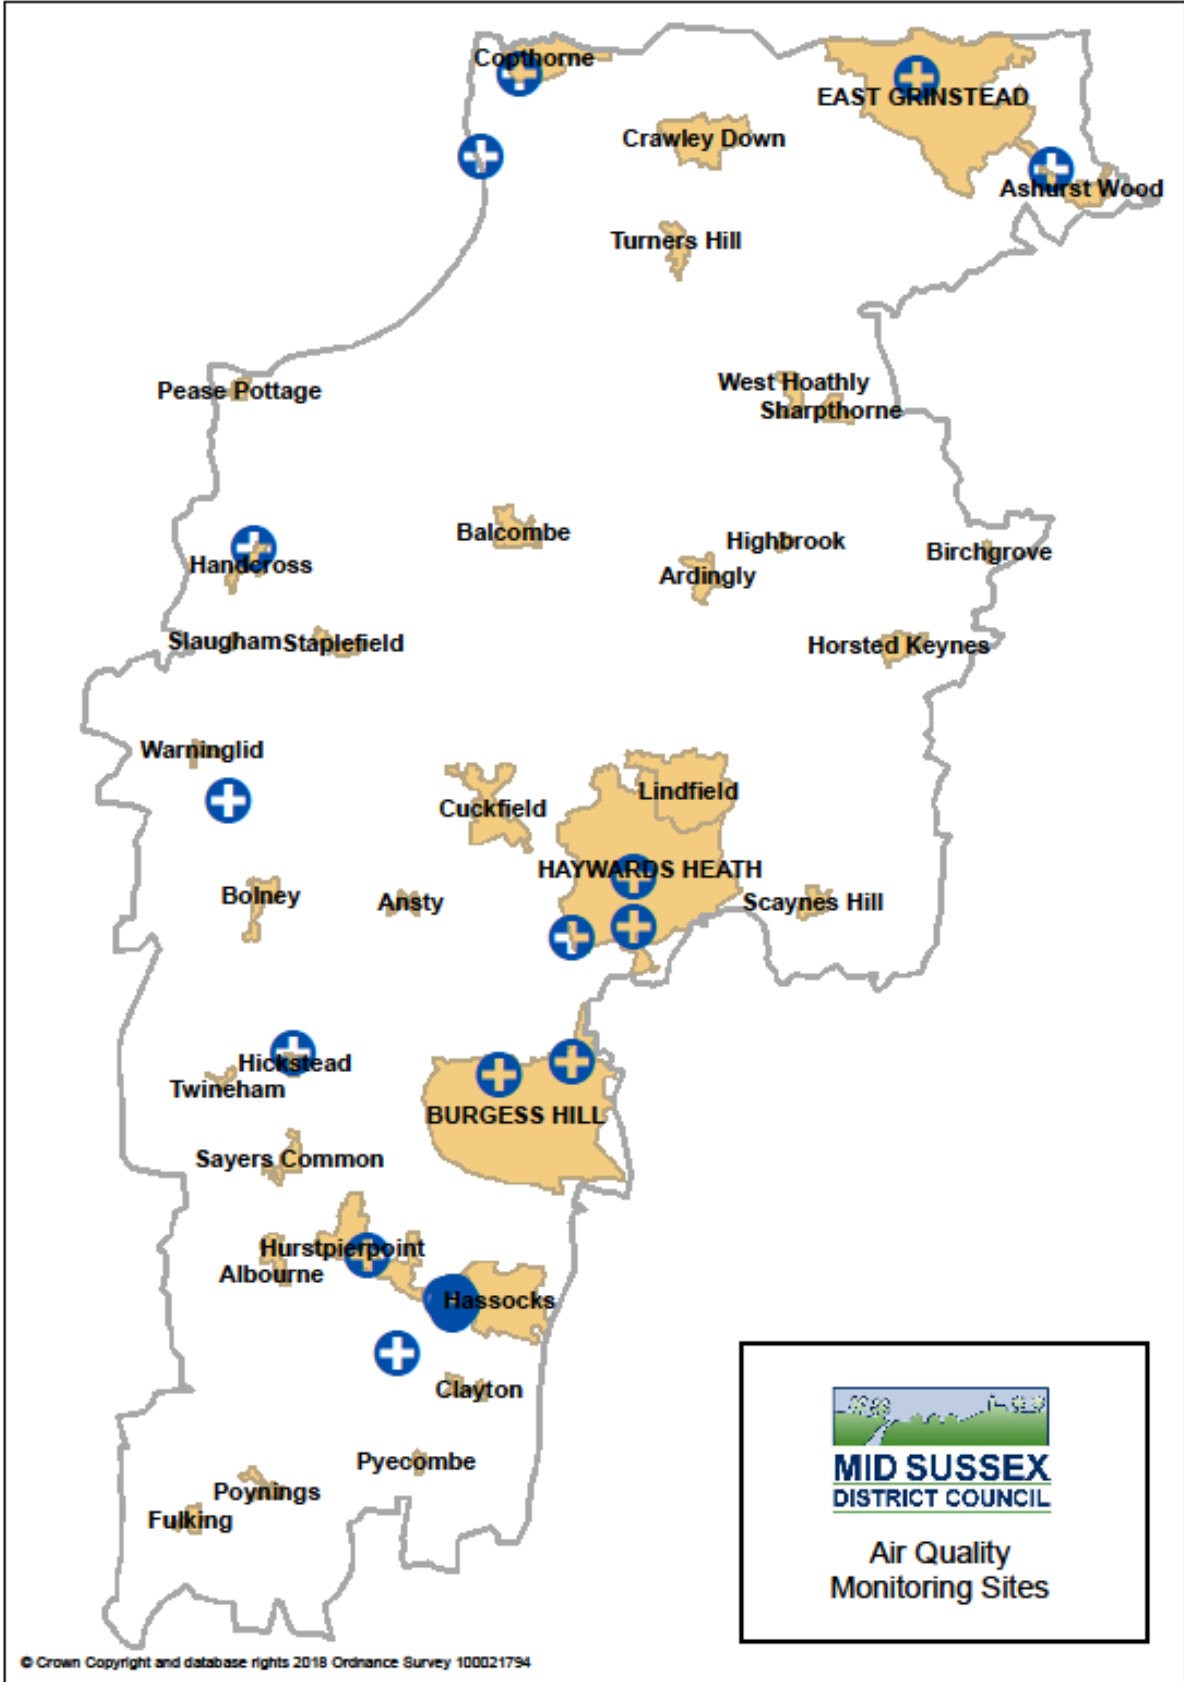 Copthorne
EAST GRINSTEAD
Crawley Down
Ashurst Wood
Turners Hill
Pease Pottage
West Hoathly
Sharpthorne
Balcombe
Highbrook
Birchgrove
Handcross
Ardingly
Slaugham
Staplefield
Horsted Keynes
Warninglid
Lindfield
Cuckfield
HAYWARDS HEATH
Bolney
Ansty
Scaynes Hill
Hickstead
Twineham
BURGESS HILL
Sayers Common
Hurstpierpoint
Albourne
Hassocks
Clayton
Pyecombe
Poynings
Fulking
MID SUSSEX
DISTRICT COUNCIL
Air Quality
Monitoring Sites
© Crown Copyright and database rights 2018 Ordnance Survey 100021794